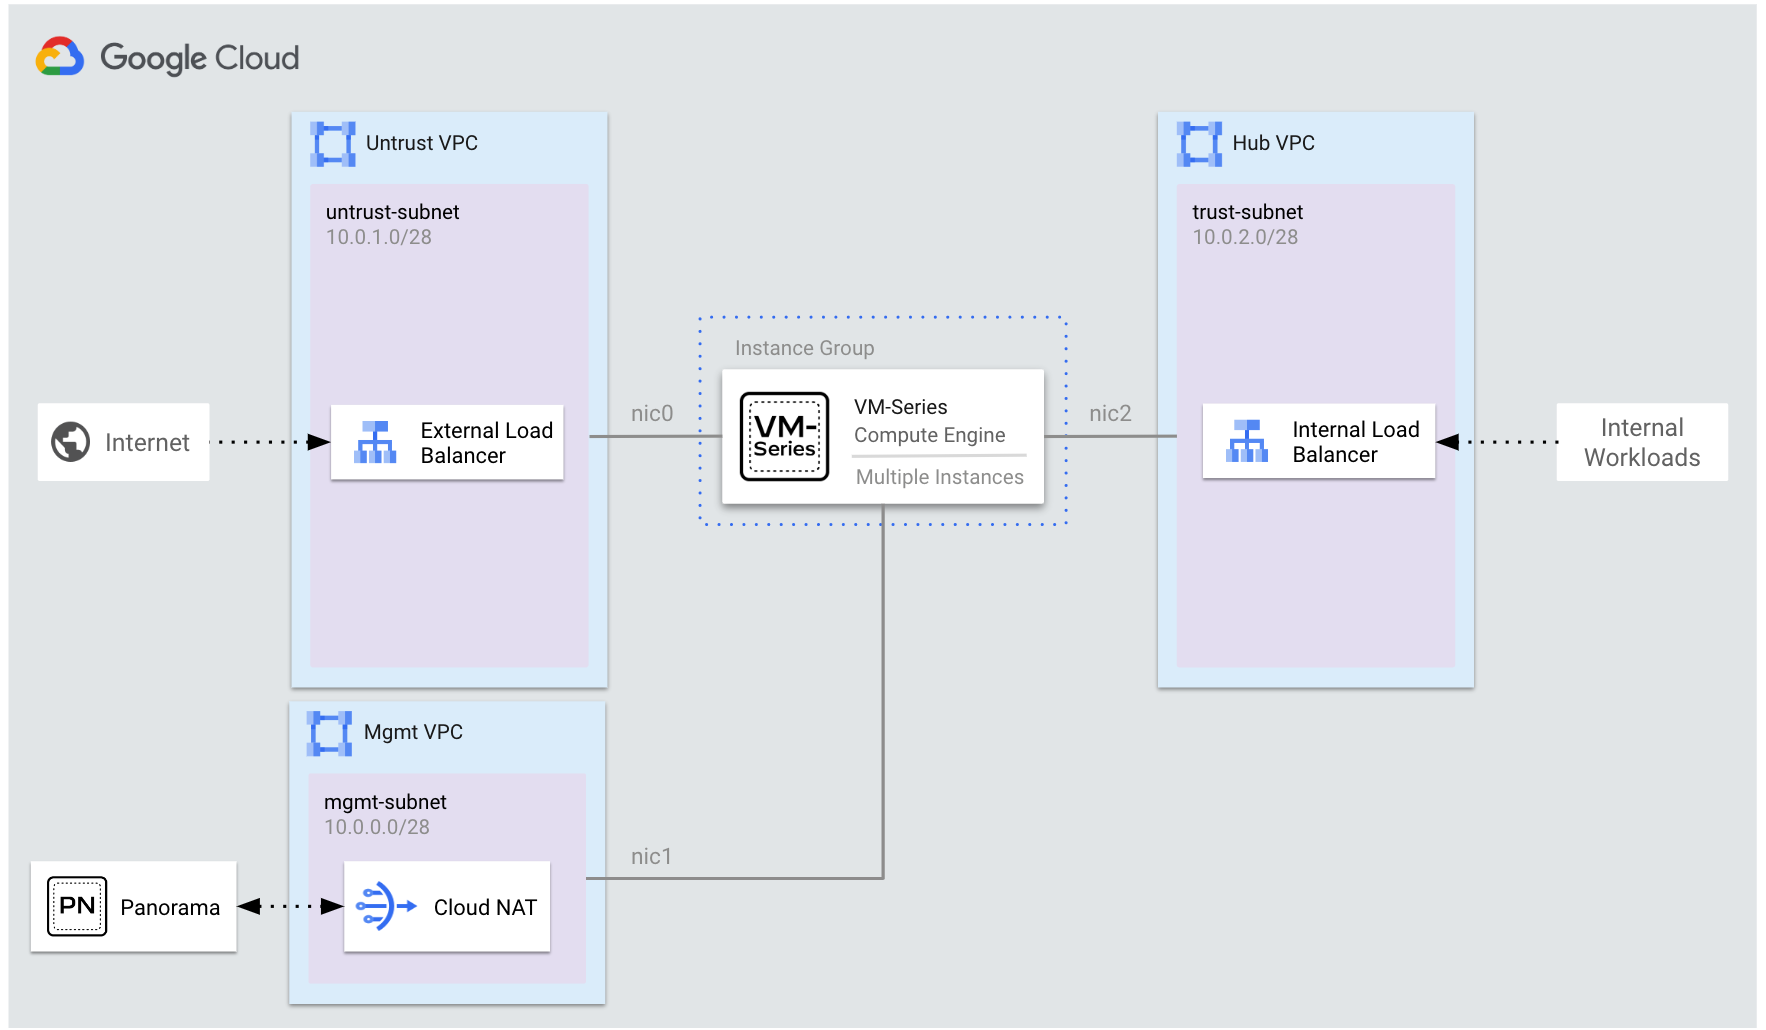 Google Cloud
Untrust VPC
untrust-subnet
10.0.1.0/28
Internet
External Load
Balancer
nic0
Instance Group
VM-
Series
VM-Series
Compute Engine
Multiple Instances
nic2
Hub VPC
trust-subnet
10.0.2.0/28
Internal Load
Balancer
Internal
Workloads
Mgmt VPC
mgmt-subnet
10.0.0.0/28
nic1
PN
Panorama
Cloud NAT